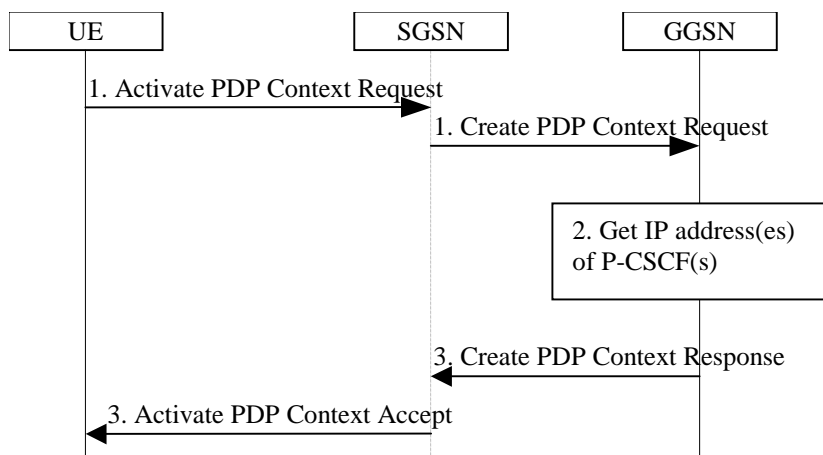 UE
SGSN
GGSN
1. Activate PDP Context Request
1. Create PDP Context Request
2. Get IP address(es)
of P-CSCF(s)
3. Create PDP Context Response
3. Activate PDP Context Accept